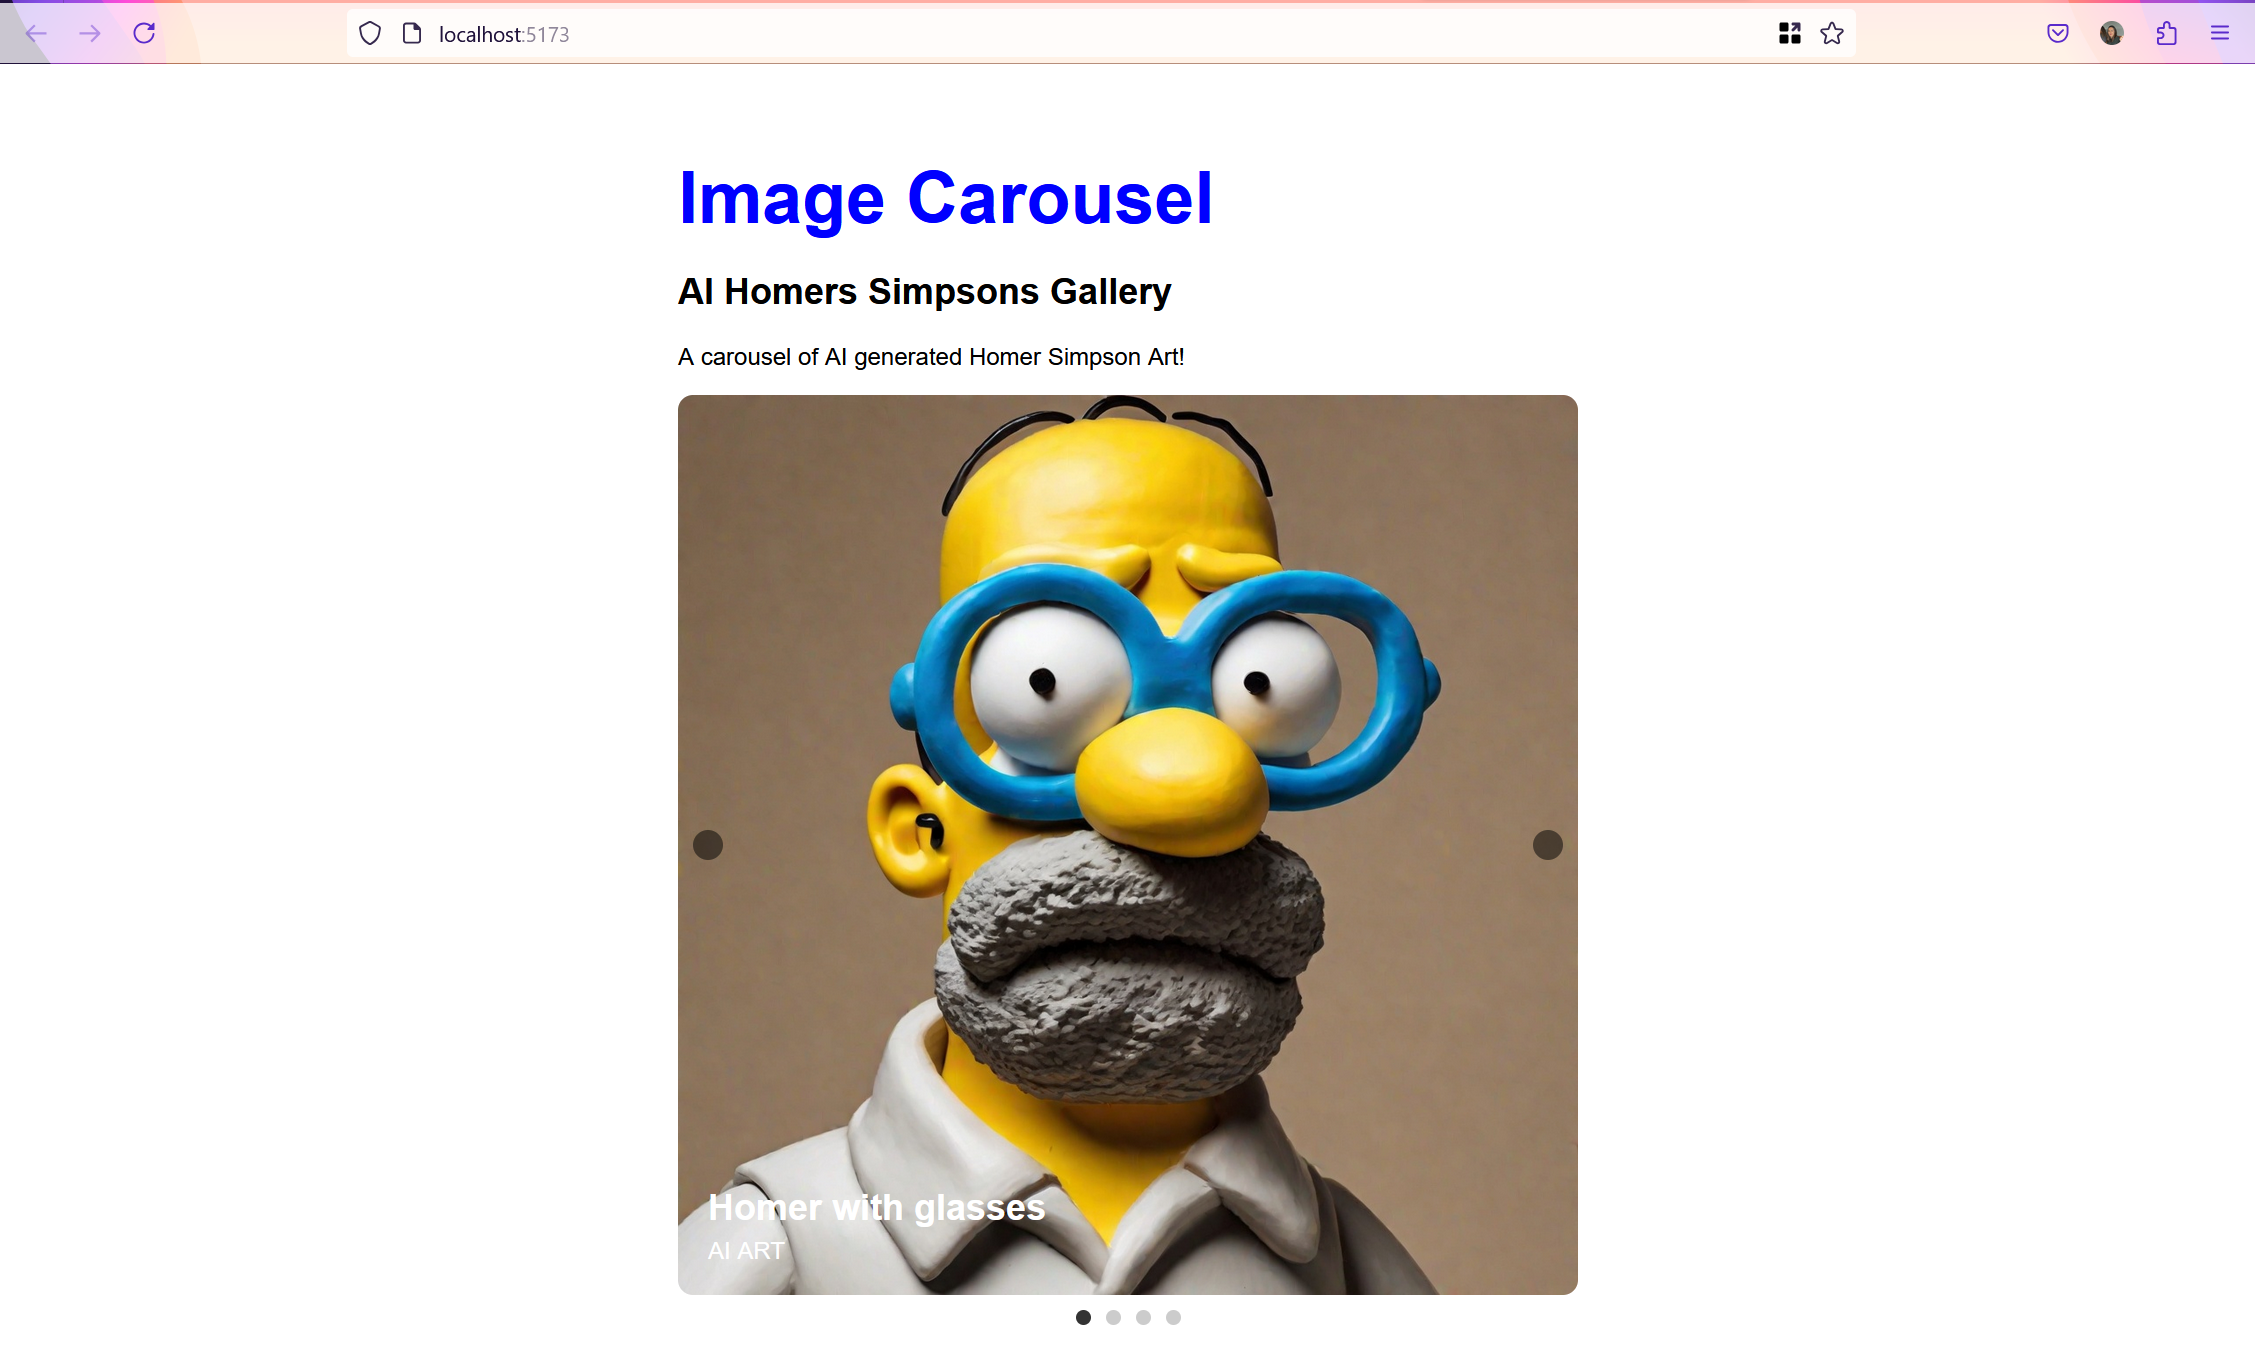 localhost:5173
Image Carousel
AI Homers Simpsons Gallery
A carousel of AI generated Homer Simpson Art!
Homer with glasses
AI ART